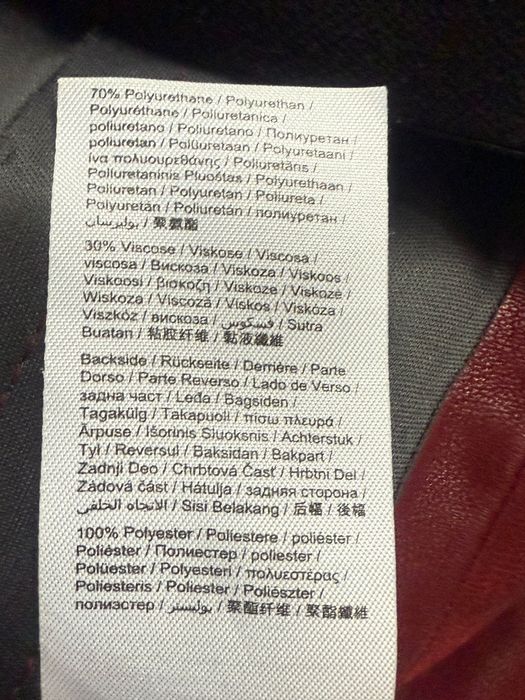 70% Polyurethane / Polyurethan /
Polyuréthane / Poliuretanica /
poliuretano / Poliuretano / Полиуретан /
poliuretan / Polüuretaan / Polyuretaani /
ίνα πολυουρεθάνης / Poliuretāns /
Poliuretaninis Pluoštas / Polyurethaan /
Poliuretan / Polyuretan / Poliureta /
Polyuretán / Poliuretán / полиуретан /
بوليرسان / 聚氨酯
30% Viscose / Viskose / Viscosa /
viscosa / Вискоза / Viskoza / Viskoos /
Viskoosi / βισκοζη / Viskoze / Viskozė /
Wiskoza / Viscoză / Viskos / Viskóza /
Viszkóz / вискоза / فسكوس / Sutra
Buatan / 粘胶纤维 / 黏液纖維
Backside / Rückseite / Derrière / Parte
Dorso / Parte Reverso / Lado de Verso /
задна част / Leđa / Bagsiden /
Tagakülg / Takapuoli / πίσω πλευρά /
Ārpuse / Išorinis Sluoksnis / Achterstuk /
Tył / Reversul / Baksidan / Bakpart /
Zadnji Deo / Chrbtová Časť / Hrbtni Del /
Zadová část / Hátulja / задняя сторона /
الاتجاه الخلفي / Sisi Belakang / 后幅 / 後幅
100% Polyester / Poliestere / poliéster /
Poliéster / Полиестер / poliester /
Polüester / Polyesteri / πολυεστέρας /
Poliesteris / Poliester / Poliészter /
полиэстер / بوليستر / 聚酯纤维 / 聚酯纖維